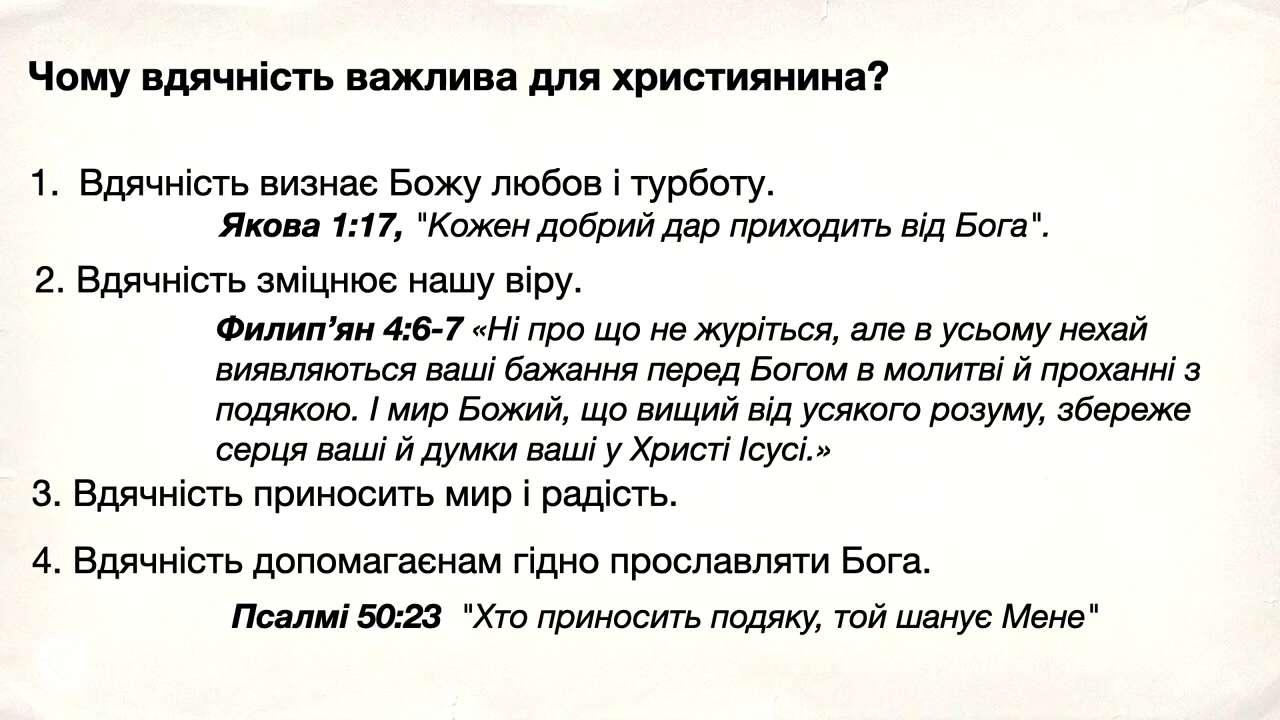 Чому вдячність важлива для християнина?
1. Вдячність визнає Божу любов і турботу.
Якова 1:17, "Кожен добрий дар приходить від Бога".
2. Вдячність зміцнює нашу віру.
Филип’ян 4:6-7 «Ні про що не журіться, але в усьому нехай
виявляються ваші бажання перед Богом в молитві й проханні з
подякою. І мир Божий, що вищий від усякого розуму, збереже
серця ваші й думки ваші у Христі Ісусі.»
3. Вдячність приносить мир і радість.
4. Вдячність допомагаєнам гідно прославляти Бога.
Псалмі 50:23 "Хто приносить подяку, той шанує Мене"